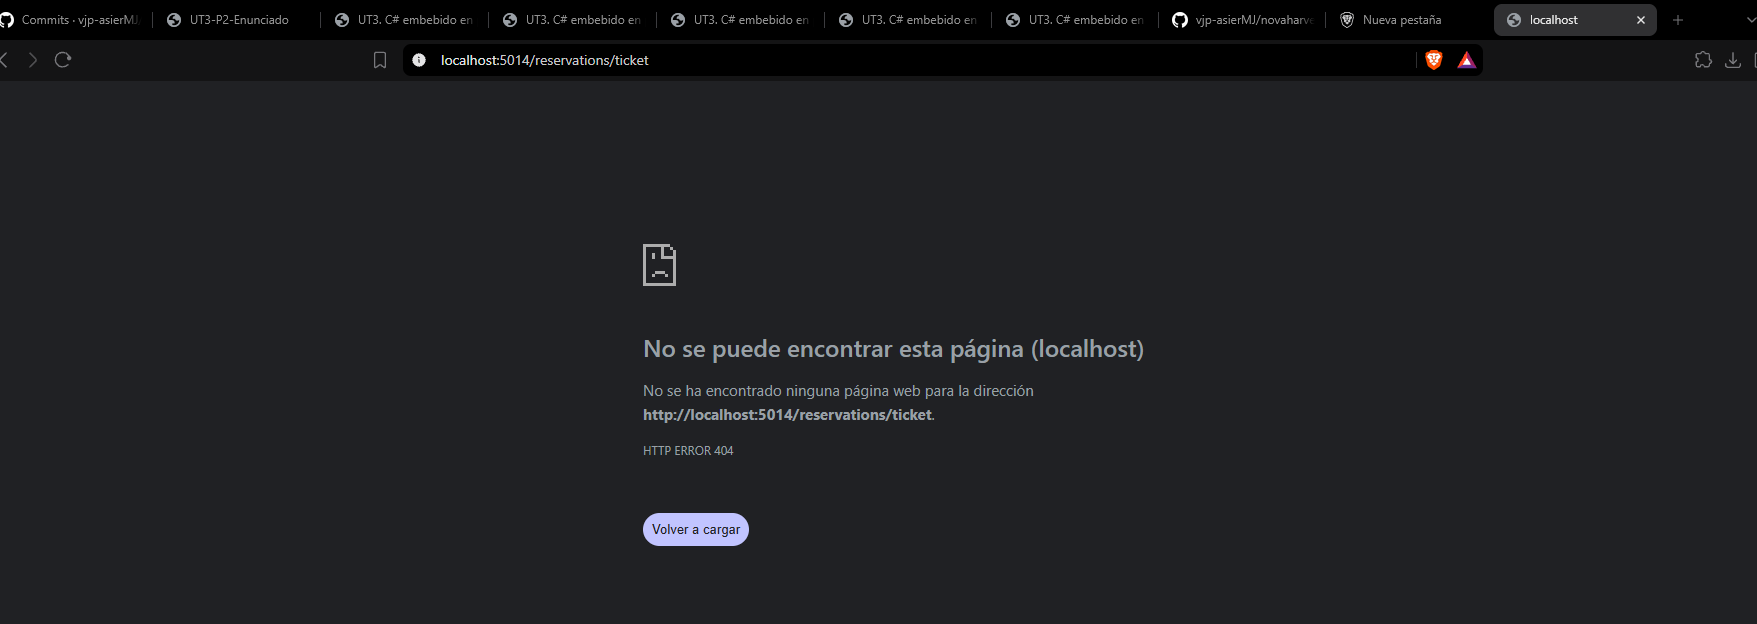 Commits · vjp-asierMJ
UT3-P2-Enunciado
UT3. C# embebido en
UT3. C# embebido en
UT3. C# embebido en
UT3. C# embebido en
UT3. C# embebido en
vjp-asierMJ/novaharve
Nueva pestaña
localhost
localhost:5014/reservations/ticket
No se puede encontrar esta página (localhost)
No se ha encontrado ninguna página web para la dirección
http://localhost:5014/reservations/ticket.
HTTP ERROR 404
Volver a cargar